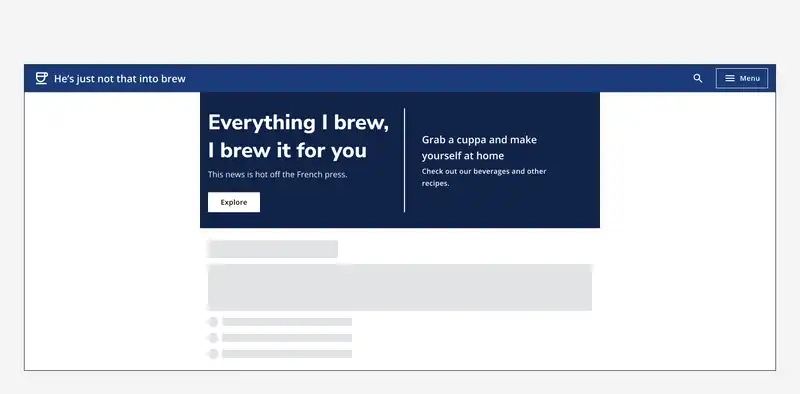 He's just not that into brew
Menu
Everything I brew,
I brew it for you
This news is hot off the French press.
Explore
Grab a cuppa and make
yourself at home
Check out our beverages and other
recipes.